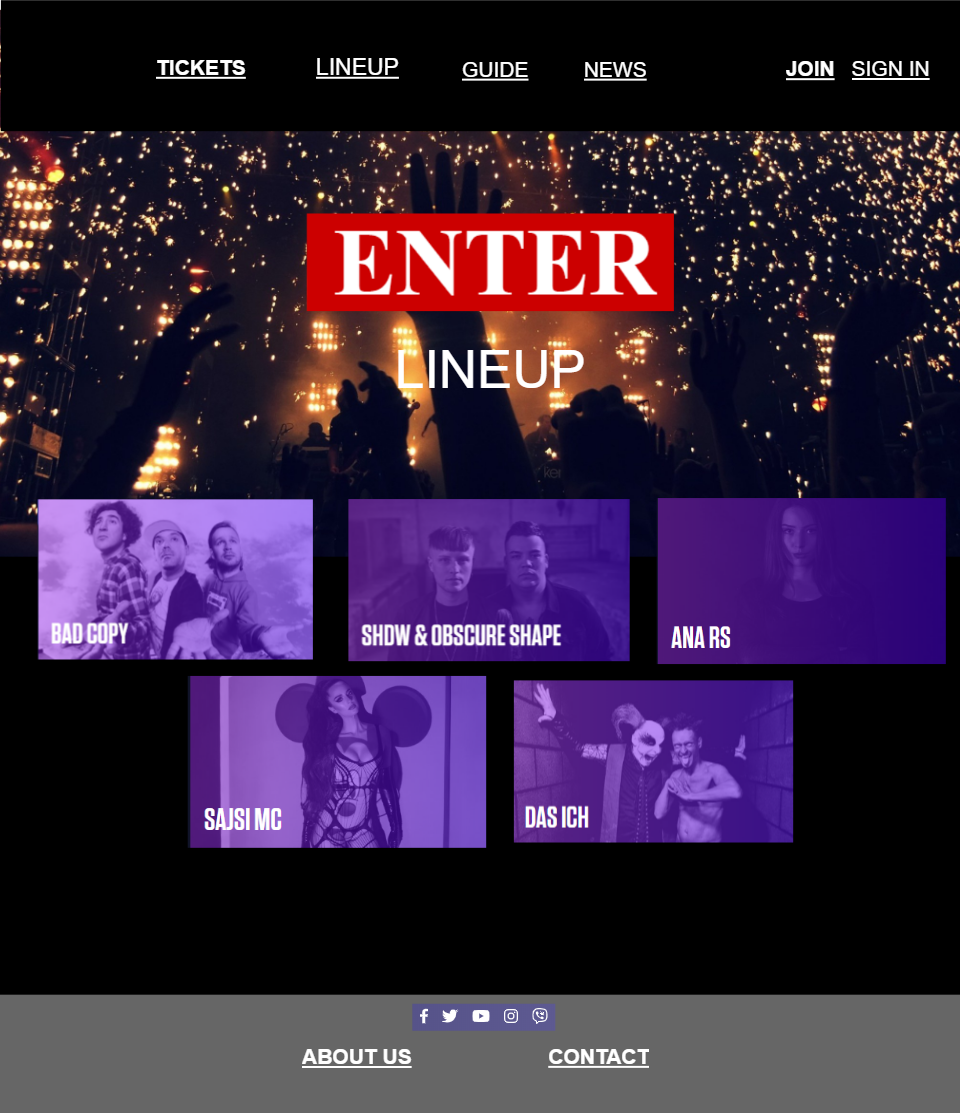 TICKETS LINEUP GUIDE NEWS JOIN SIGN IN
ENTER
LINEUP
BAD COPY
SHDW & OBSCURE SHAPE
ANA RS
SAJSI MC
DAS ICH
ABOUT US CONTACT